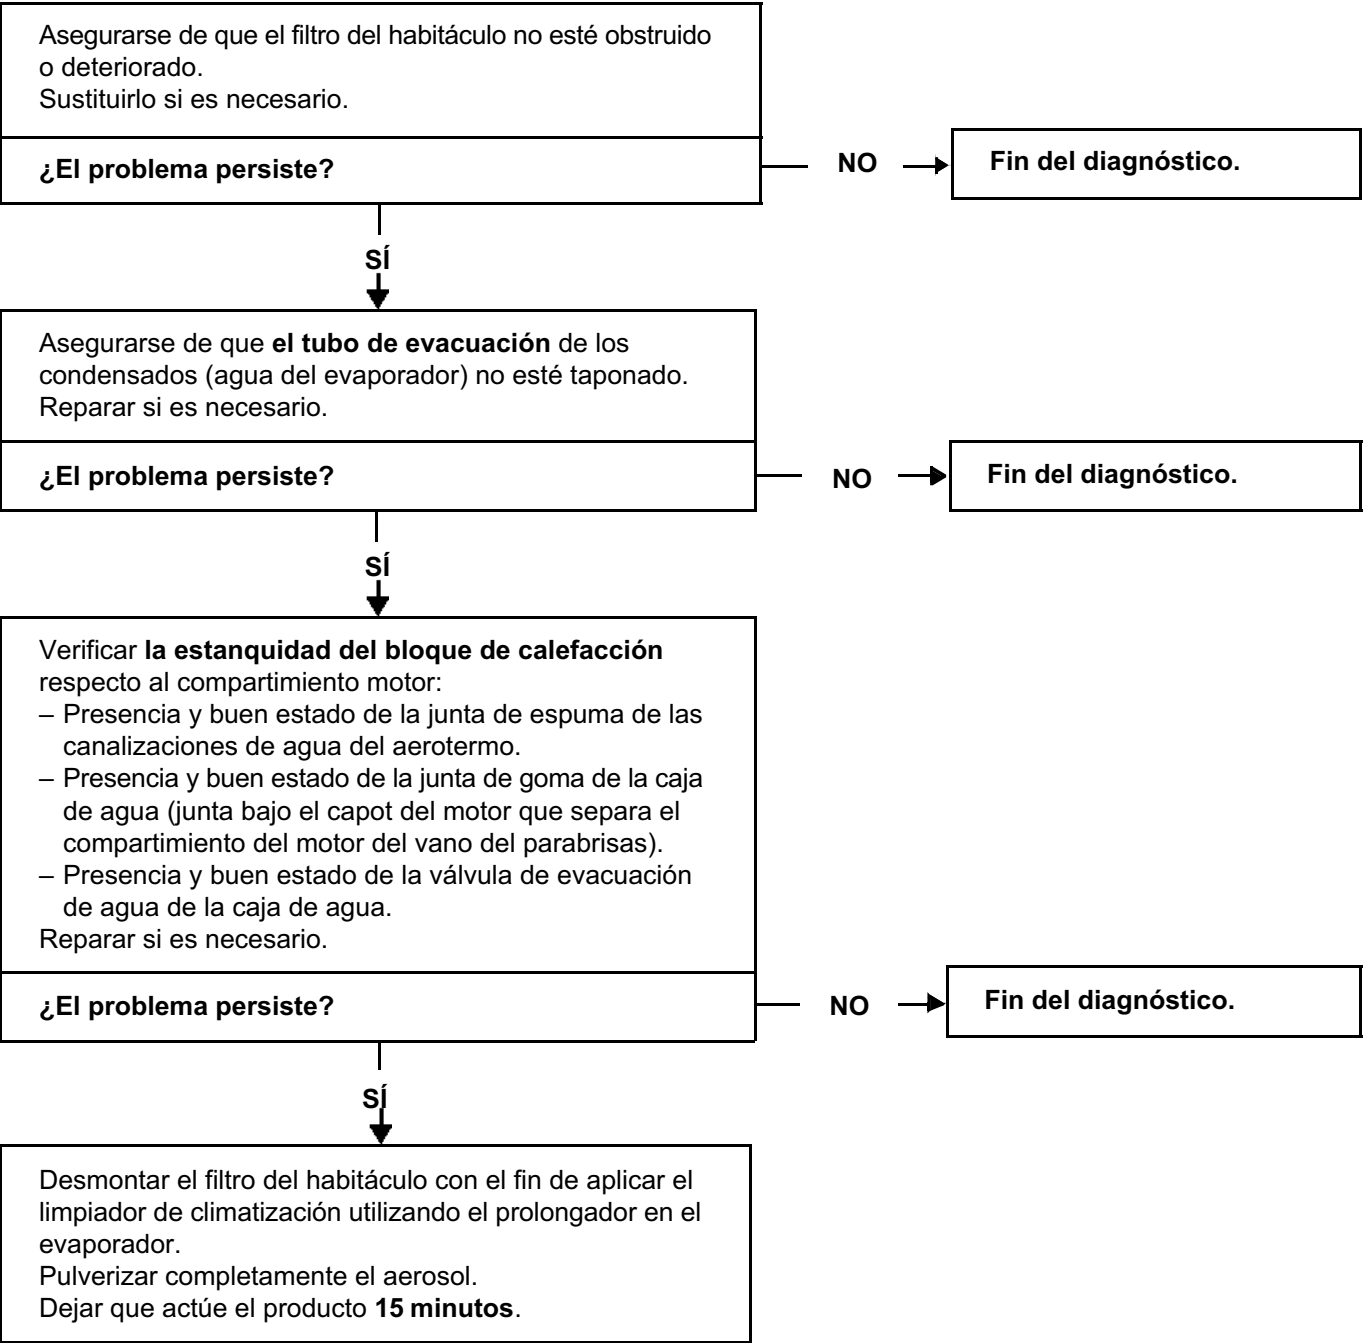 Asegurarse de que el filtro del habitáculo no esté obstruido
o deteriorado.
Sustituirlo si es necesario.
¿El problema persiste?
NO
Fin del diagnóstico.
SÍ
Asegurarse de que el tubo de evacuación de los
condensados (agua del evaporador) no esté taponado.
Reparar si es necesario.
¿El problema persiste?
NO
Fin del diagnóstico.
SÍ
Verificar la estanquidad del bloque de calefacción
respecto al compartimiento motor:
– Presencia y buen estado de la junta de espuma de las
canalizaciones de agua del aerotermo.
– Presencia y buen estado de la junta de goma de la caja
de agua (junta bajo el capot del motor que separa el
compartimiento del motor del vano del parabrisas).
– Presencia y buen estado de la válvula de evacuación
de agua de la caja de agua.
Reparar si es necesario.
¿El problema persiste?
NO
Fin del diagnóstico.
SÍ
Desmontar el filtro del habitáculo con el fin de aplicar el
limpiador de climatización utilizando el prolongador en el
evaporador.
Pulverizar completamente el aerosol.
Dejar que actúe el producto 15 minutos.